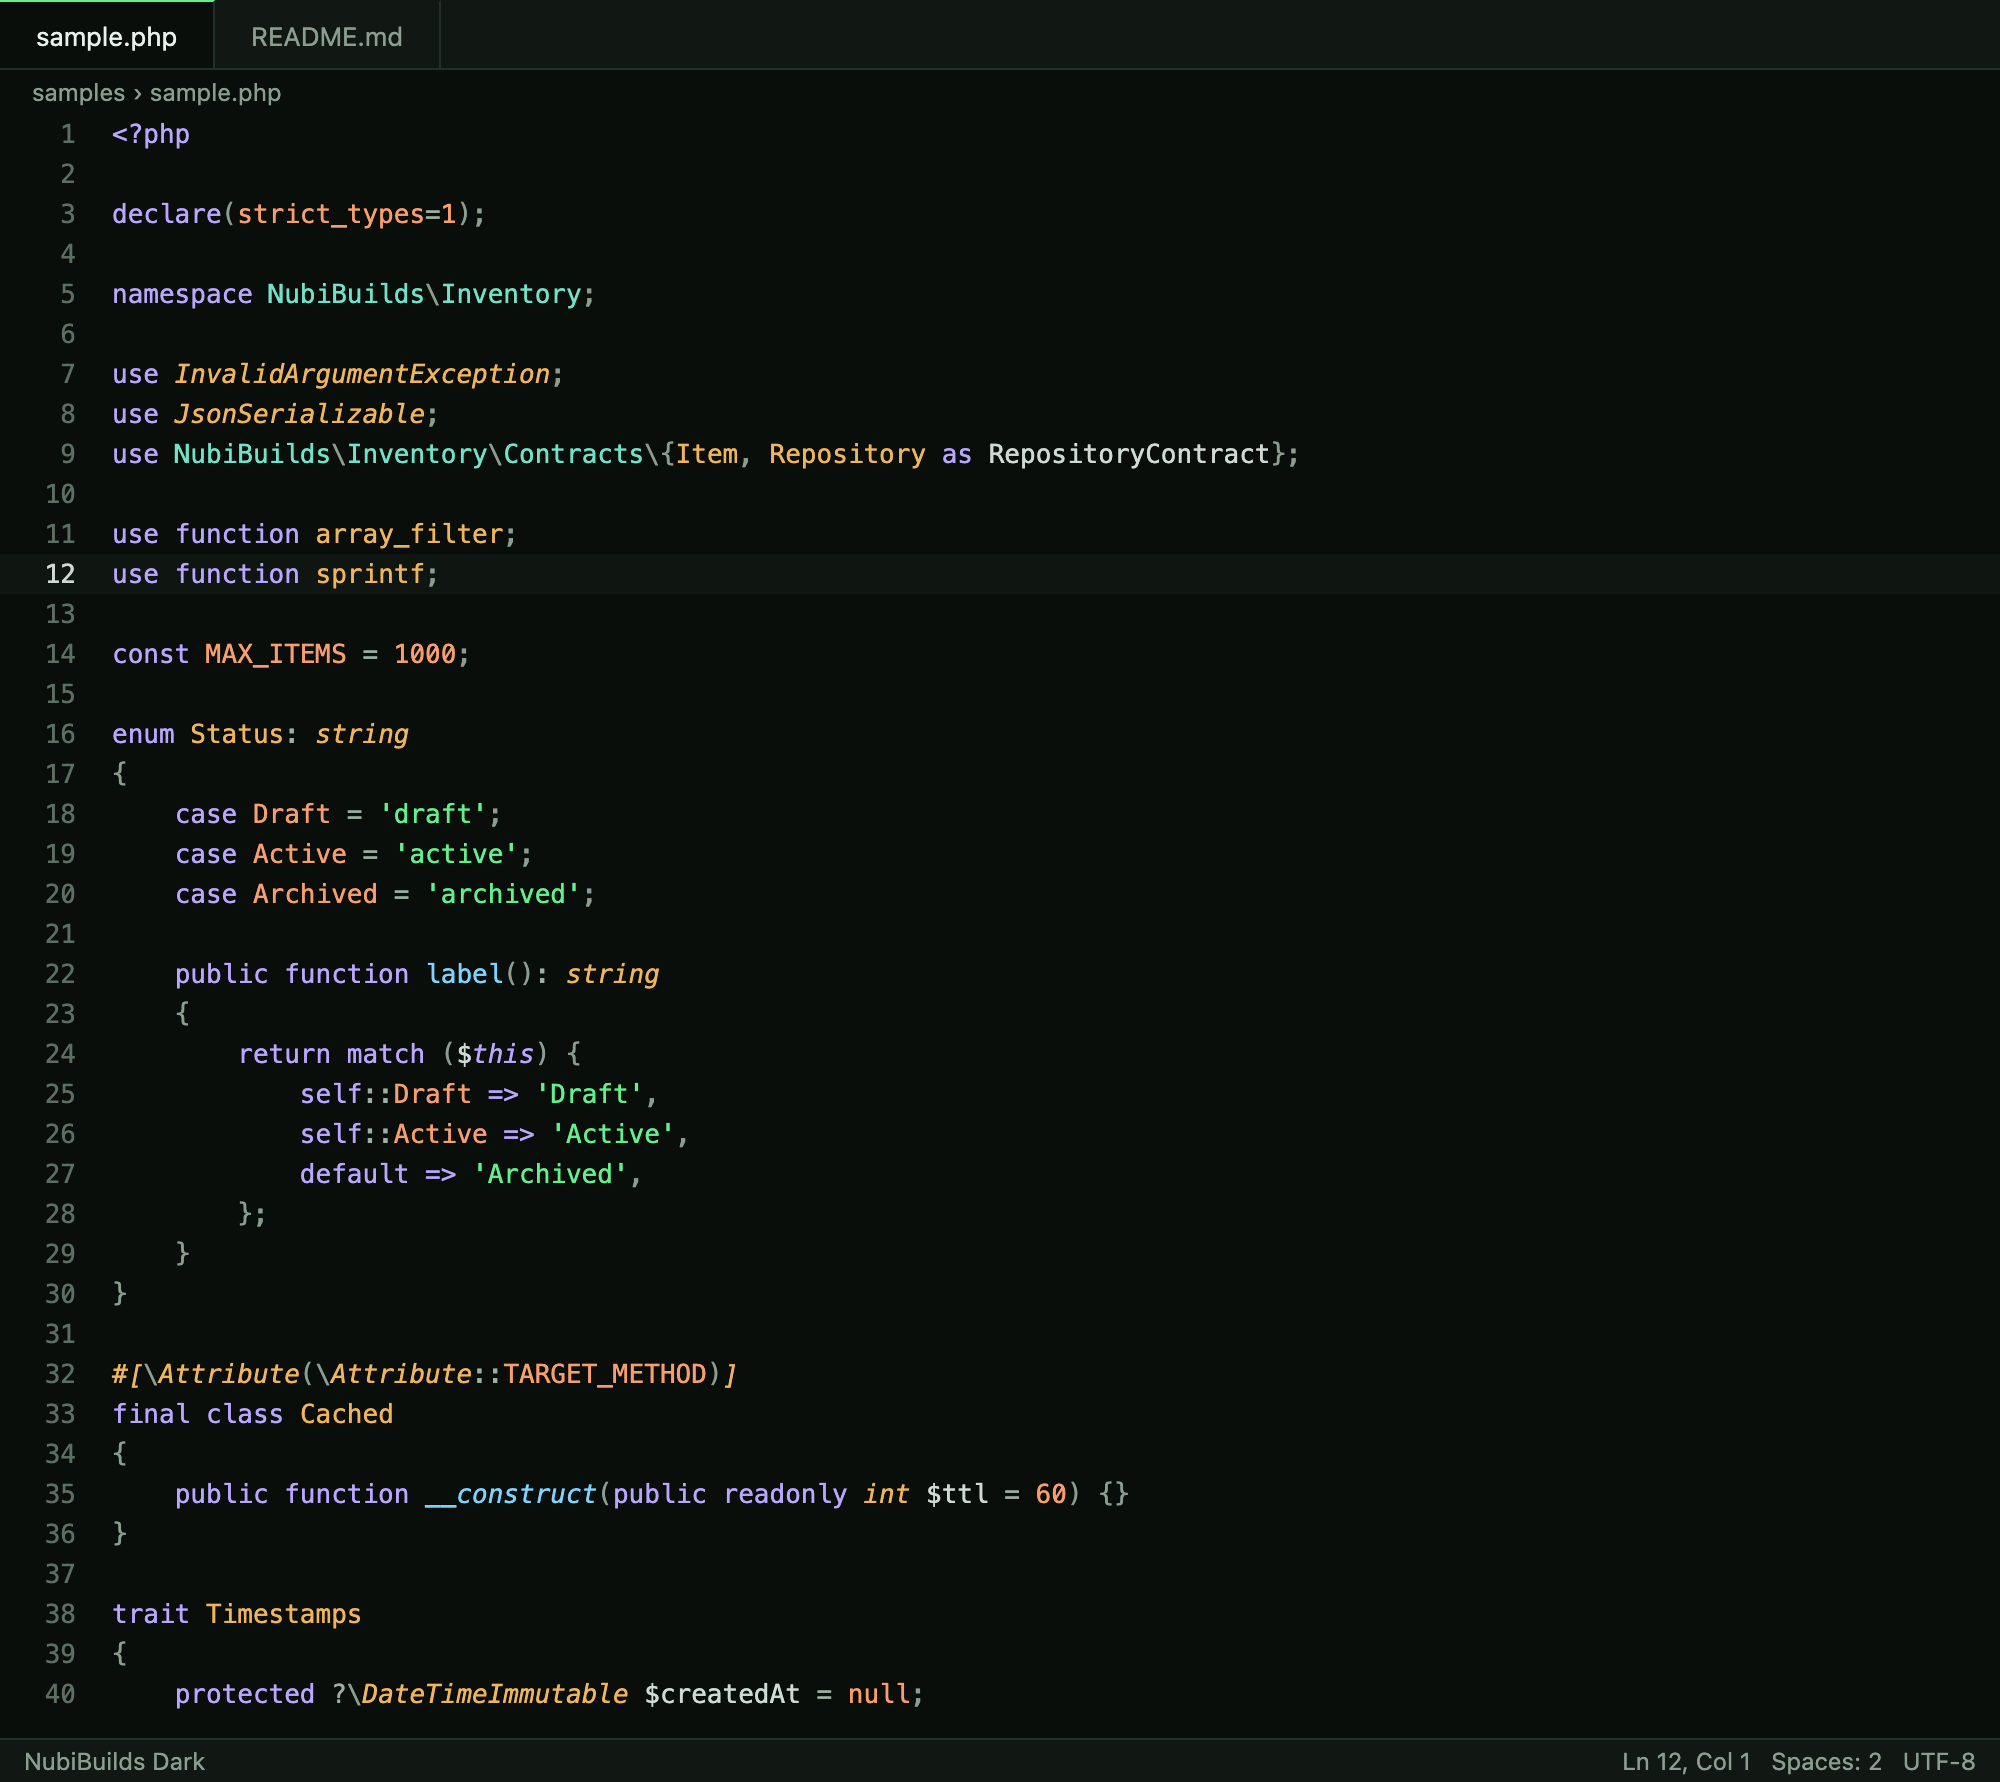 sample.php
README.md
samples › sample.php
1 <?php
2
3 declare(strict_types=1);
4
5 namespace NubiBuilds\Inventory;
6
7 use InvalidArgumentException;
8 use JsonSerializable;
9 use NubiBuilds\Inventory\Contracts\{Item, Repository as RepositoryContract};
10
11 use function array_filter;
12 use function sprintf;
13
14 const MAX_ITEMS = 1000;
15
16 enum Status: string
17 {
18     case Draft = 'draft';
19     case Active = 'active';
20     case Archived = 'archived';
21
22     public function label(): string
23     {
24         return match ($this) {
25             self::Draft => 'Draft',
26             self::Active => 'Active',
27             default => 'Archived',
28         };
29     }
30 }
31
32 #[\Attribute(\Attribute::TARGET_METHOD)]
33 final class Cached
34 {
35     public function __construct(public readonly int $ttl = 60) {}
36 }
37
38 trait Timestamps
39 {
40     protected ?\DateTimeImmutable $createdAt = null;
NubiBuilds Dark
Ln 12, Col 1 Spaces: 2 UTF-8